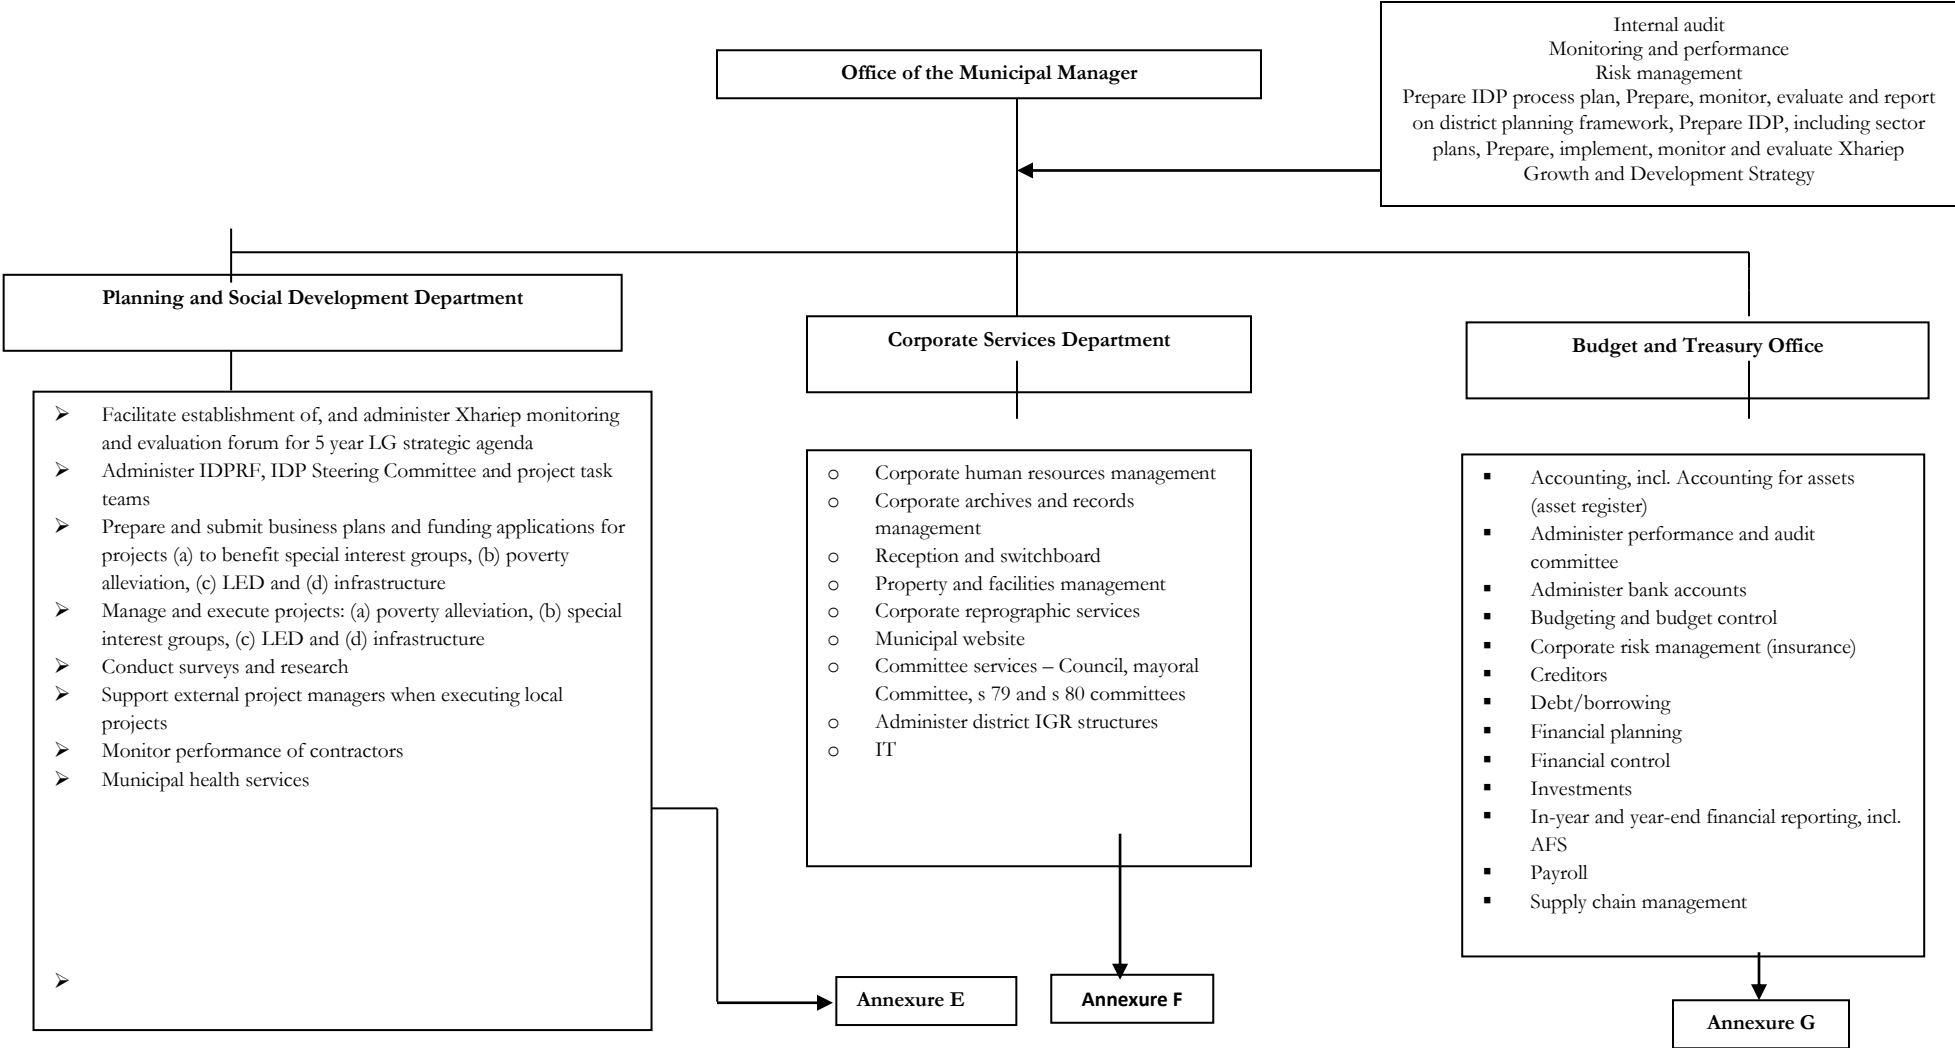 Internal audit
Monitoring and performance
Risk management
Prepare IDP process plan, Prepare, monitor, evaluate and report
on district planning framework, Prepare IDP, including sector
plans, Prepare, implement, monitor and evaluate Xhariep
Growth and Development Strategy
Office of the Municipal Manager
Planning and Social Development Department
➢ Facilitate establishment of, and administer Xhariep monitoring
and evaluation forum for 5 year LG strategic agenda
➢ Administer IDPRF, IDP Steering Committee and project task
teams
➢ Prepare and submit business plans and funding applications for
projects (a) to benefit special interest groups, (b) poverty
alleviation, (c) LED and (d) infrastructure
➢ Manage and execute projects: (a) poverty alleviation, (b) special
interest groups, (c) LED and (d) infrastructure
➢ Conduct surveys and research
➢ Support external project managers when executing local
projects
➢ Monitor performance of contractors
➢ Municipal health services
➢
Annexure E
Corporate Services Department
o Corporate human resources management
o Corporate archives and records
management
o Reception and switchboard
o Property and facilities management
o Corporate reprographic services
o Municipal website
o Committee services – Council, mayoral
Committee, s 79 and s 80 committees
o Administer district IGR structures
o IT
Annexure F
Budget and Treasury Office
▪ Accounting, incl. Accounting for assets
(asset register)
▪ Administer performance and audit
committee
▪ Administer bank accounts
▪ Budgeting and budget control
▪ Corporate risk management (insurance)
▪ Creditors
▪ Debt/borrowing
▪ Financial planning
▪ Financial control
▪ Investments
▪ In-year and year-end financial reporting, incl.
AFS
▪ Payroll
▪ Supply chain management
Annexure G